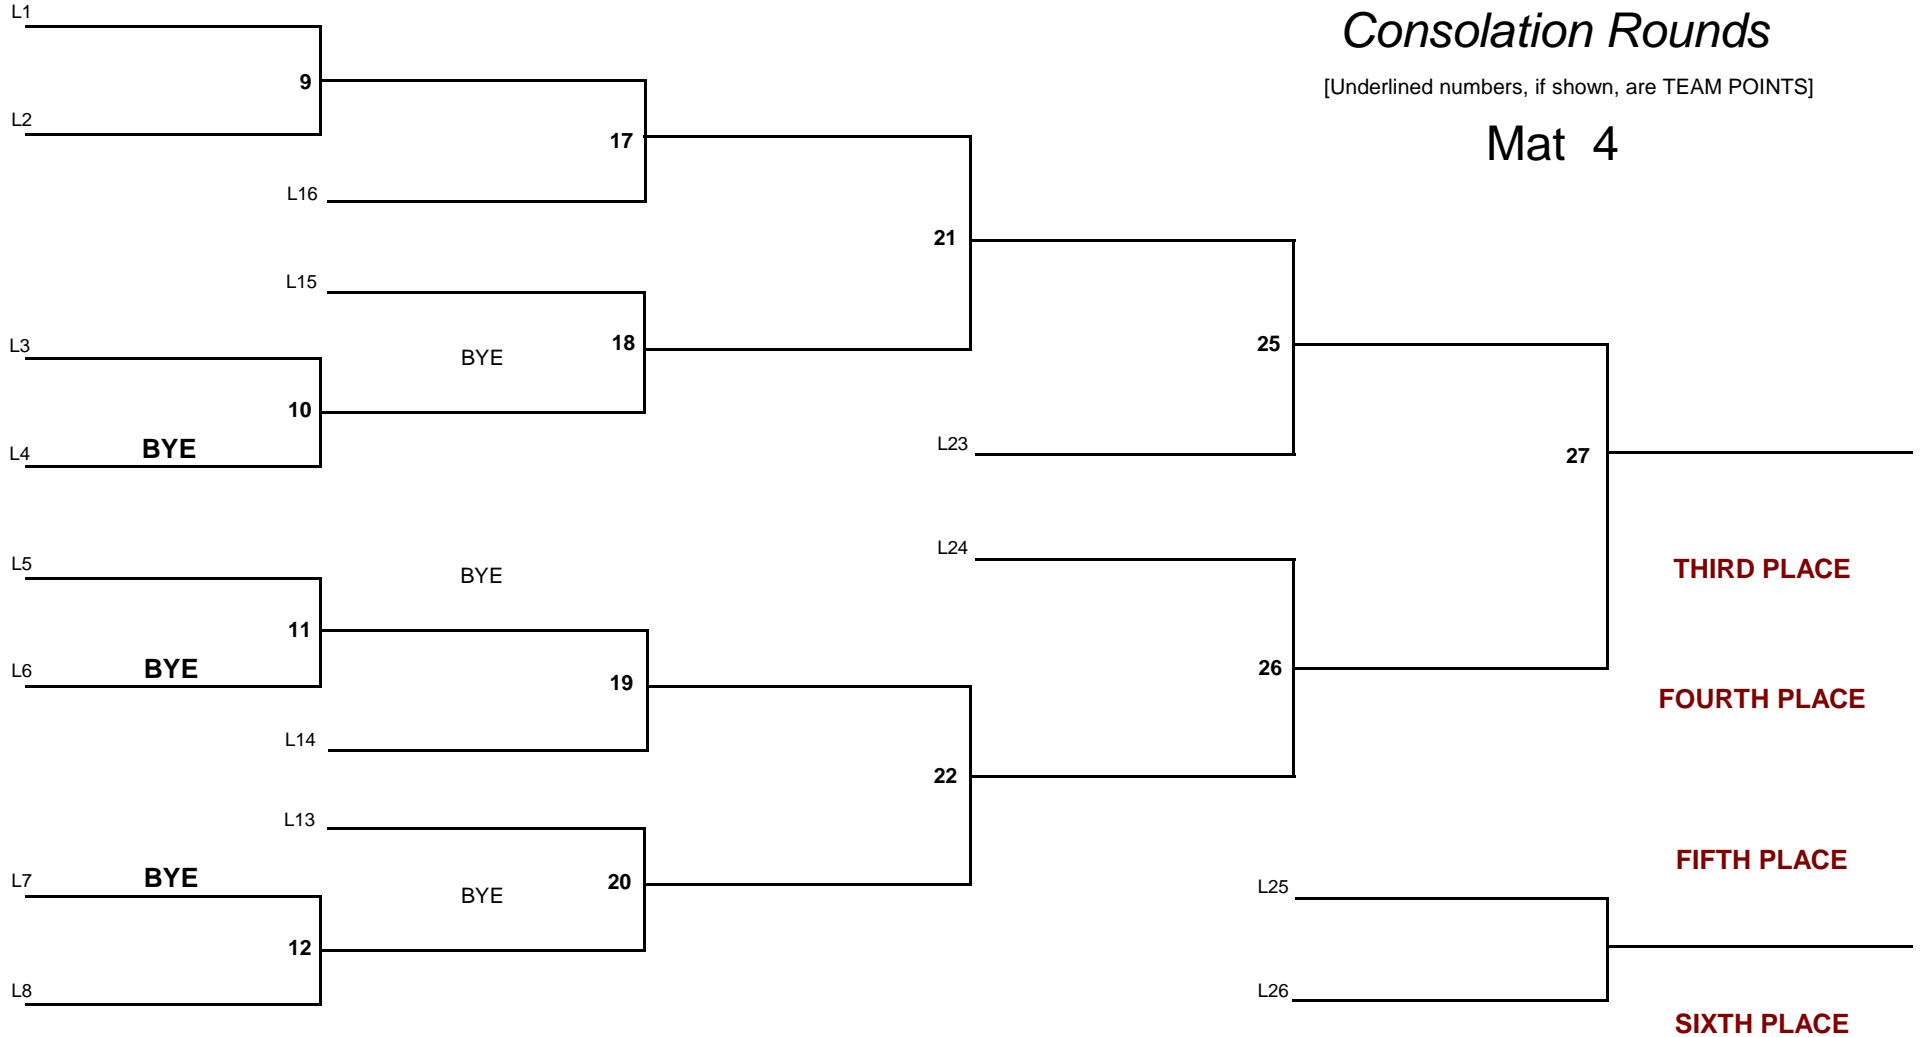 L1
Consolation Rounds
9
[Underlined numbers, if shown, are TEAM POINTS]
L2
17
Mat 4
L16
21
L15
L3
BYE
18
25
10
L4
BYE
L23
27
L24
L5
BYE
THIRD PLACE
11
L6
BYE
19
26
FOURTH PLACE
L14
22
L13
FIFTH PLACE
L7
BYE
BYE
20
L25
12
L8
L26
SIXTH PLACE